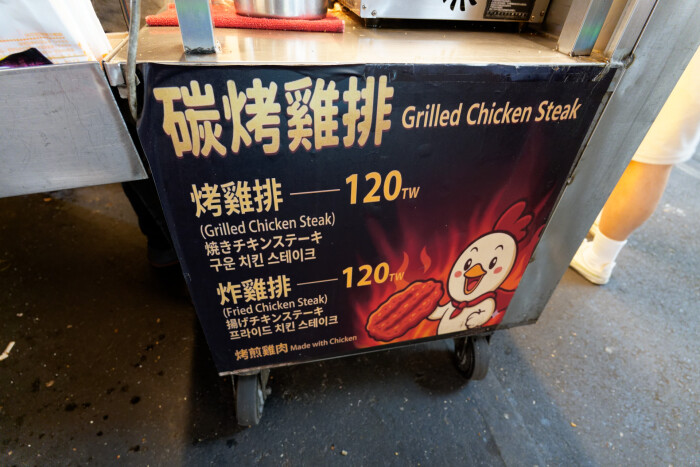 碳烤雞排 Grilled Chicken Steak
烤雞排 120TW
(Grilled Chicken Steak)
焼きチキンステーキ
구운 치킨 스테이크
炸雞排 120TW
(Fried Chicken Steak)
揚げチキンステーキ
프라이드 치킨 스테이크
烤煎雞肉 Made with Chicken